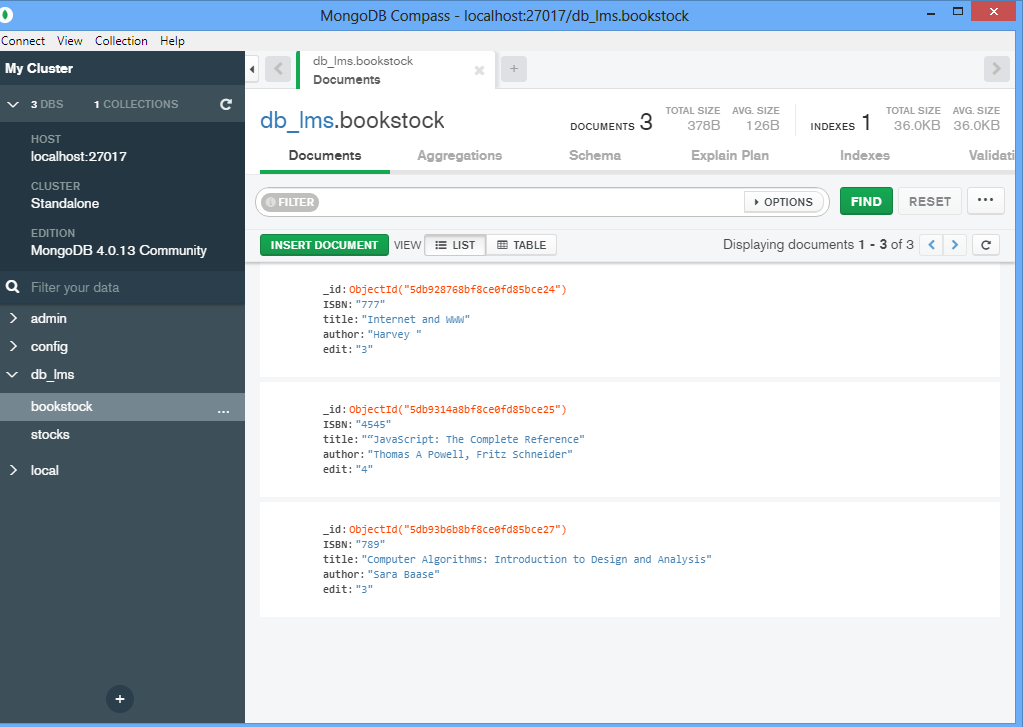 MongoDB Compass - localhost:27017/db_lms.bookstock
Connect View Collection Help
My Cluster
3 DBS 1 COLLECTIONS
HOST
localhost:27017
CLUSTER
Standalone
EDITION
MongoDB 4.0.13 Community
Filter your data
admin
config
db_lms
bookstock ...
stocks
local
+
db_lms.bookstock
Documents
+
db_lms.bookstock
DOCUMENTS 3
TOTAL SIZE AVG. SIZE
378B 126B
INDEXES 1
TOTAL SIZE AVG. SIZE
36.0KB 36.0KB
Documents Aggregations Schema Explain Plan Indexes Validati
FILTER OPTIONS FIND RESET ...
INSERT DOCUMENT VIEW LIST TABLE Displaying documents 1 - 3 of 3
_id: ObjectId("5db928768bf8ce0fd85bce24")
ISBN: "777"
title: "Internet and WWW"
author: "Harvey "
edit: "3"
_id: ObjectId("5db9314a8bf8ce0fd85bce25")
ISBN: "4545"
title: "“JavaScript: The Complete Reference"
author: "Thomas A Powell, Fritz Schneider"
edit: "4"
_id: ObjectId("5db93b6b8bf8ce0fd85bce27")
ISBN: "789"
title: "Computer Algorithms: Introduction to Design and Analysis"
author: "Sara Baase"
edit: "3"